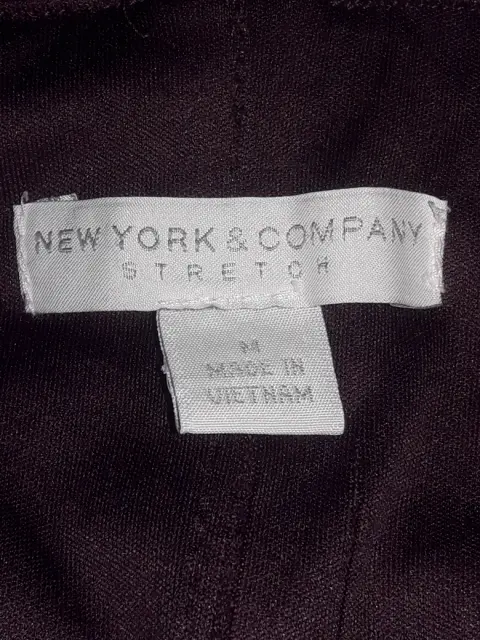 NEW YORK & COMPANY
STRETCH
M
MADE IN
VIETNAM